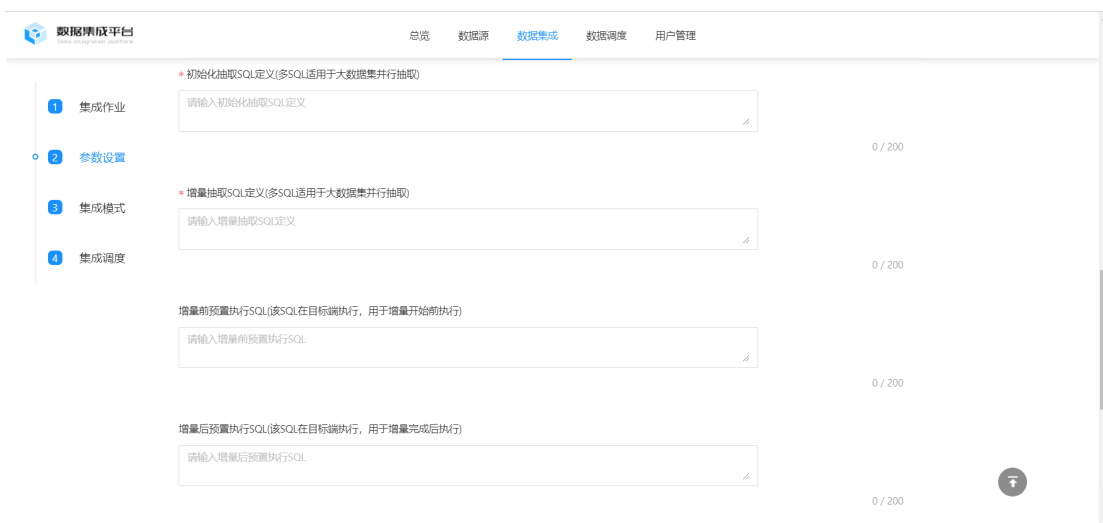 数据集成平台
Data integration platform
总览 数据源 数据集成 数据调度 用户管理
1 集成作业
2 参数设置
3 集成模式
4 集成调度
* 初始化抽取SQL定义(多SQL适用于大数据集并行抽取)
请输入初始化抽取SQL定义
0 / 200
* 增量抽取SQL定义(多SQL适用于大数据集并行抽取)
请输入增量抽取SQL定义
0 / 200
增量前预置执行SQL(该SQL在目标端执行，用于增量开始前执行)
请输入增量前预置执行SQL
0 / 200
增量后预置执行SQL(该SQL在目标端执行，用于增量完成后执行)
请输入增量后预置执行SQL
0 / 200